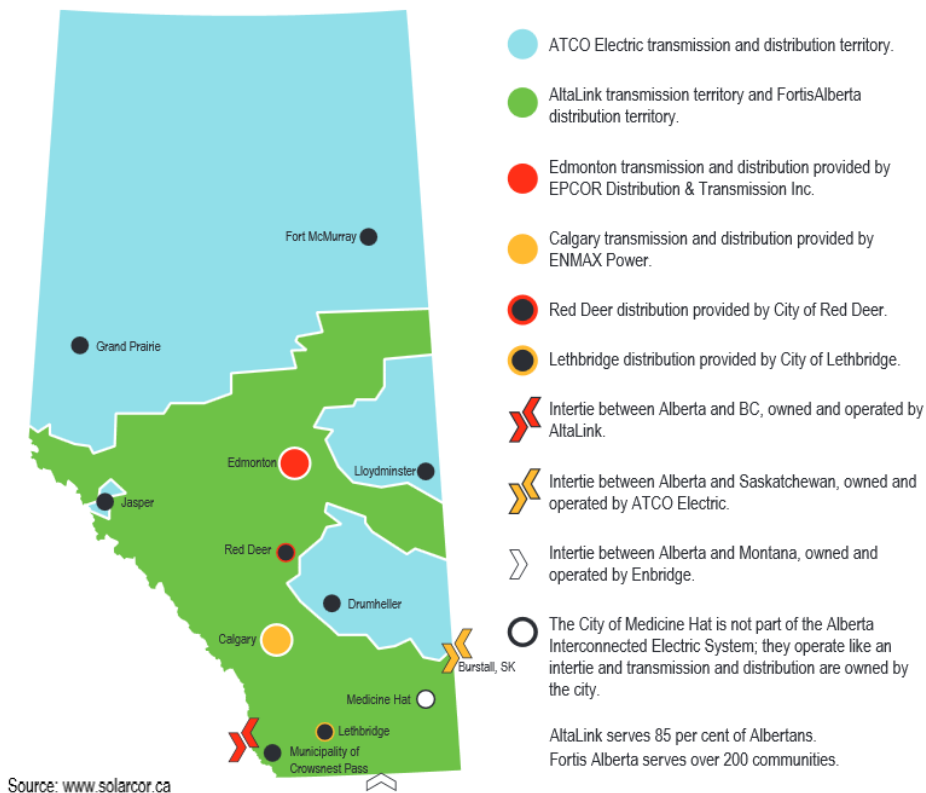 ATCO Electric transmission and distribution territory.
AltaLink transmission territory and FortisAlberta
distribution territory.
Edmonton transmission and distribution provided by
EPCOR Distribution & Transmission Inc.
Calgary transmission and distribution provided by
ENMAX Power.
Red Deer distribution provided by City of Red Deer.
Lethbridge distribution provided by City of Lethbridge.
Intertie between Alberta and BC, owned and operated by
AltaLink.
Intertie between Alberta and Saskatchewan, owned and
operated by ATCO Electric.
Intertie between Alberta and Montana, owned and
operated by Enbridge.
The City of Medicine Hat is not part of the Alberta
Interconnected Electric System; they operate like an
intertie and transmission and distribution are owned by
the city.
AltaLink serves 85 per cent of Albertans.
Fortis Alberta serves over 200 communities.
Fort McMurray
Grand Prairie
Edmonton
Lloydminster
Jasper
Red Deer
Drumheller
Calgary
Burstall, SK
Medicine Hat
Lethbridge
Municipality of
Crowsnest Pass
Source: www.solarcor.ca